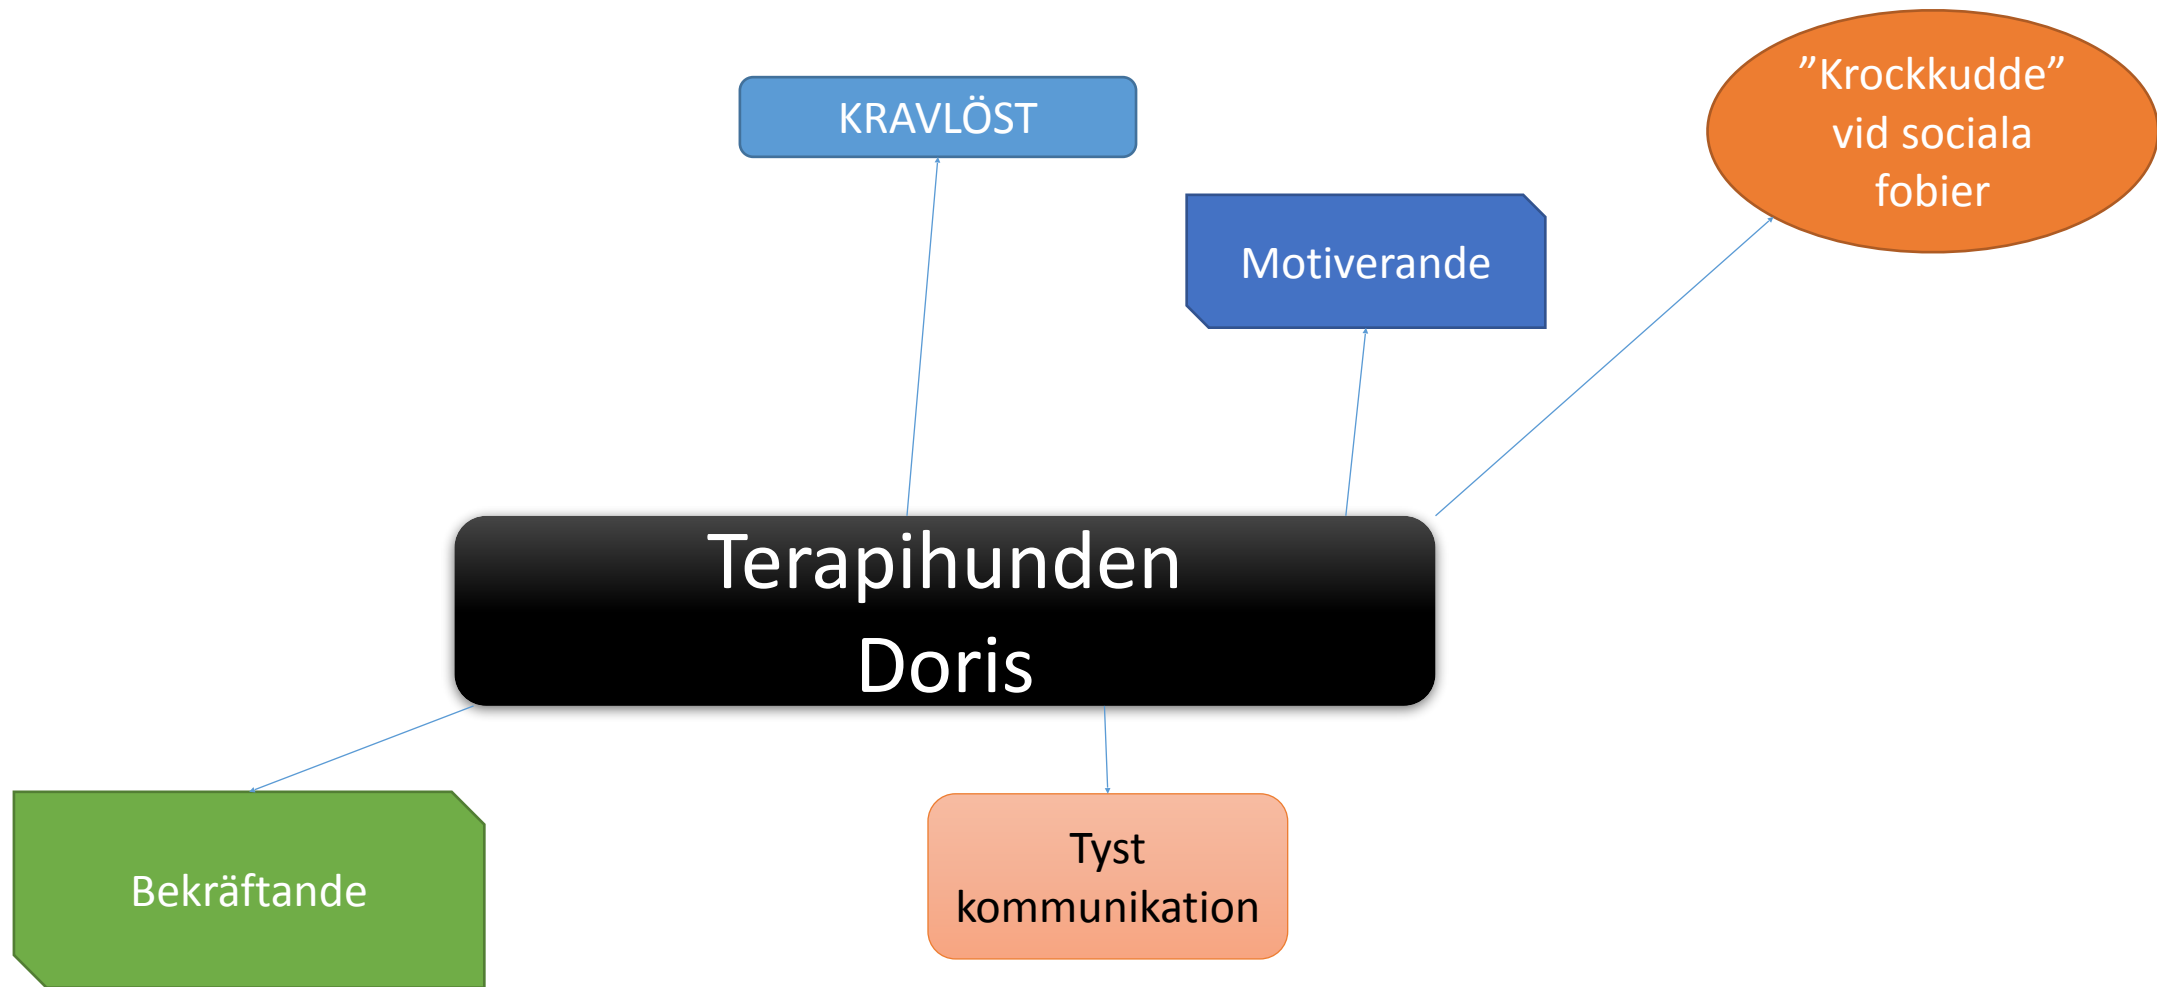 KRAVLÖST
”Krockkudde”
vid sociala
fobier
Motiverande
Terapihunden
Doris
Bekräftande
Tyst
kommunikation